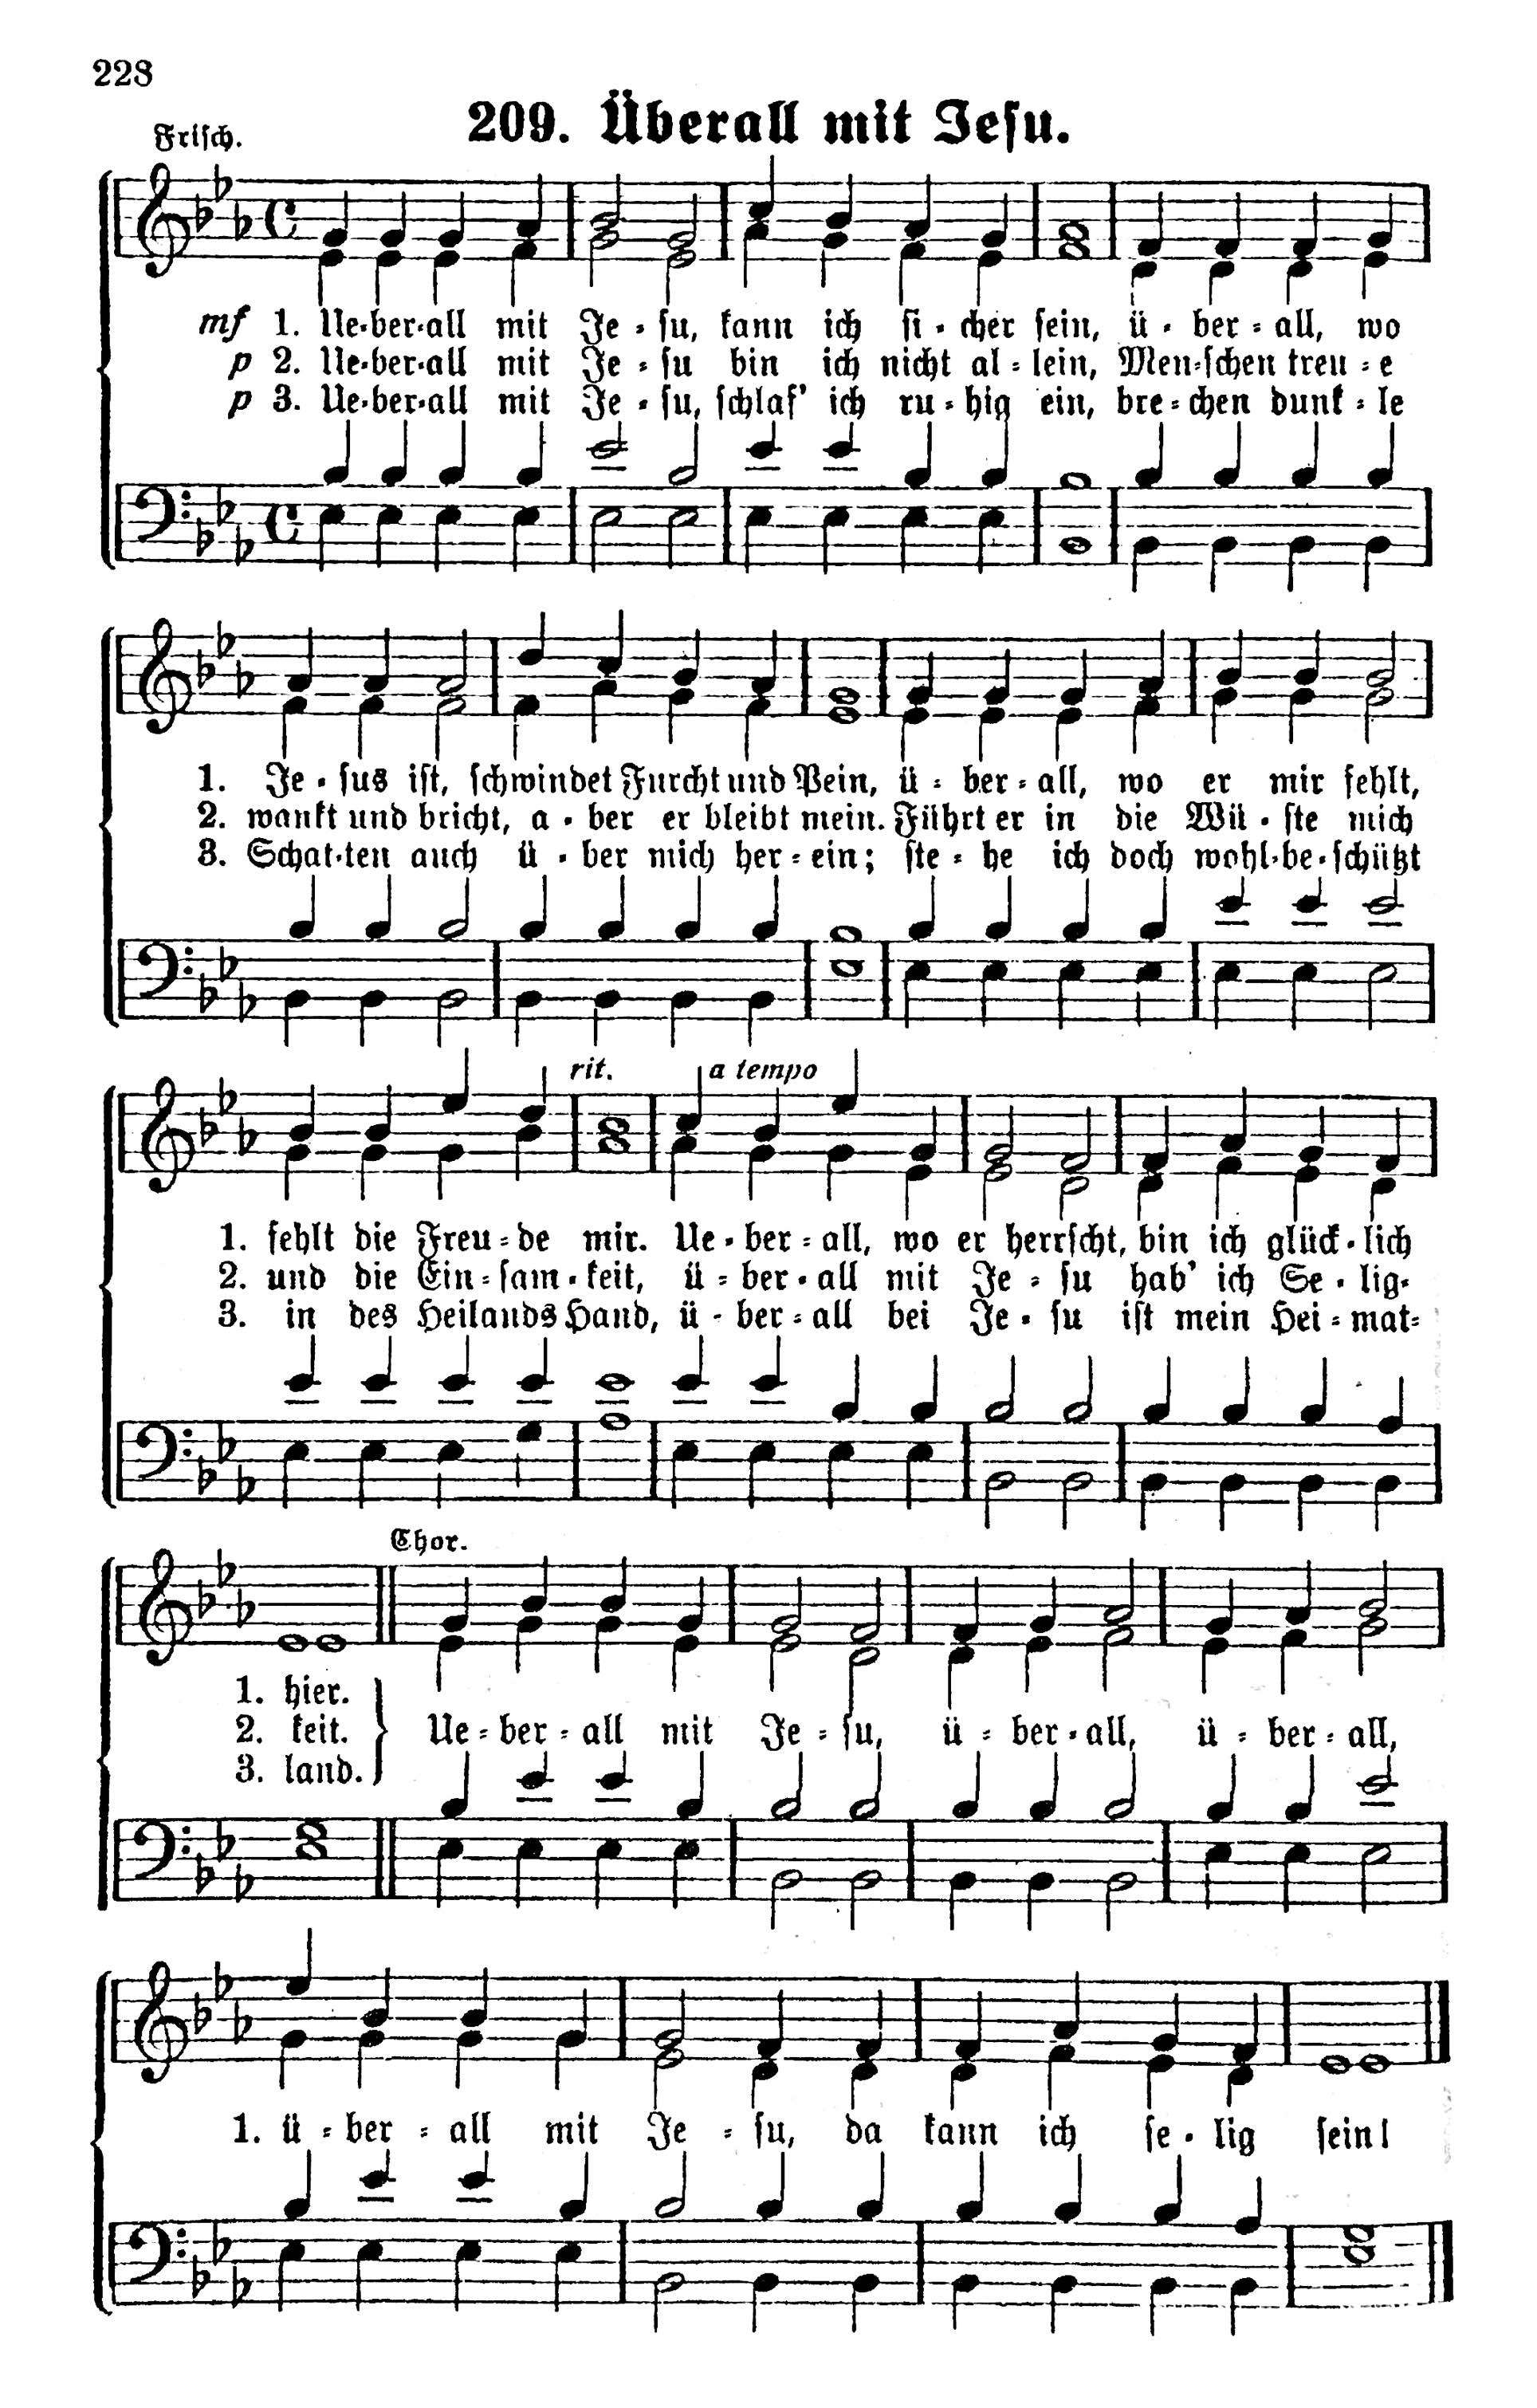 228
209. Überall mit Jesu.
Frisch.
mf 1. Ue-ber-all mit Je-su, kann ich si-cher sein, ü-ber-all, wo
p 2. Ue-ber-all mit Je-su bin ich nicht al-lein, Men-schen treu-e
p 3. Ue-ber-all mit Je-su, schlaf' ich ru-hig ein, bre-chen dunk-le
1. Je-sus ist, schwindet Furcht und Pein, ü-ber-all, wo er mir fehlt,
2. wankt und bricht, a-ber er bleibt mein. Führt er in die Wü-ste mich
3. Schat-ten auch ü-ber mich her-ein; ste-he ich doch wohl-be-schützt
rit. a tempo
1. fehlt die Freu-de mir. Ue-ber-all, wo er herrscht, bin ich glück-lich
2. und die Ein-sam-keit, ü-ber-all mit Je-su hab' ich Se-lig-
3. in des Heilands Hand, ü-ber-all bei Je-su ist mein Hei-mat-
Chor.
1. hier.
2. keit. Ue-ber-all mit Je-su, ü-ber-all, ü-ber-all,
3. land.
1. ü-ber-all mit Je-su, da kann ich se-lig sein!